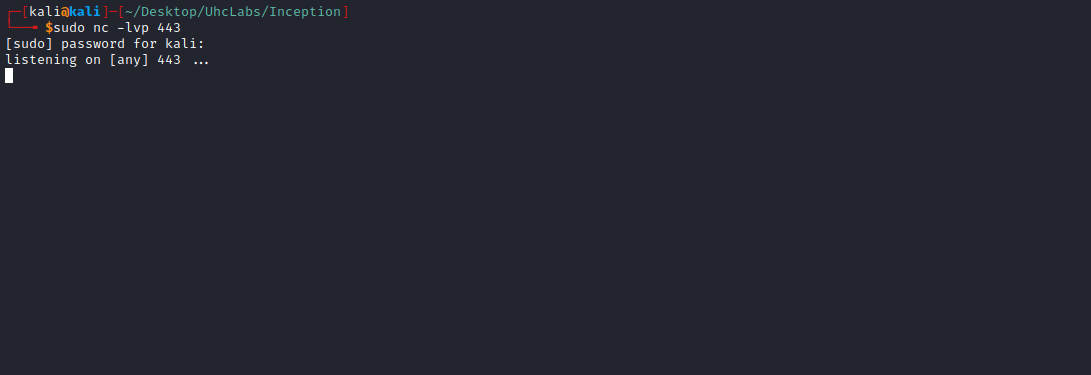 ┌─[kali@kali]─[~/Desktop/UhcLabs/Inception]
└──╼ $sudo nc -lvp 443
[sudo] password for kali:
listening on [any] 443 ...